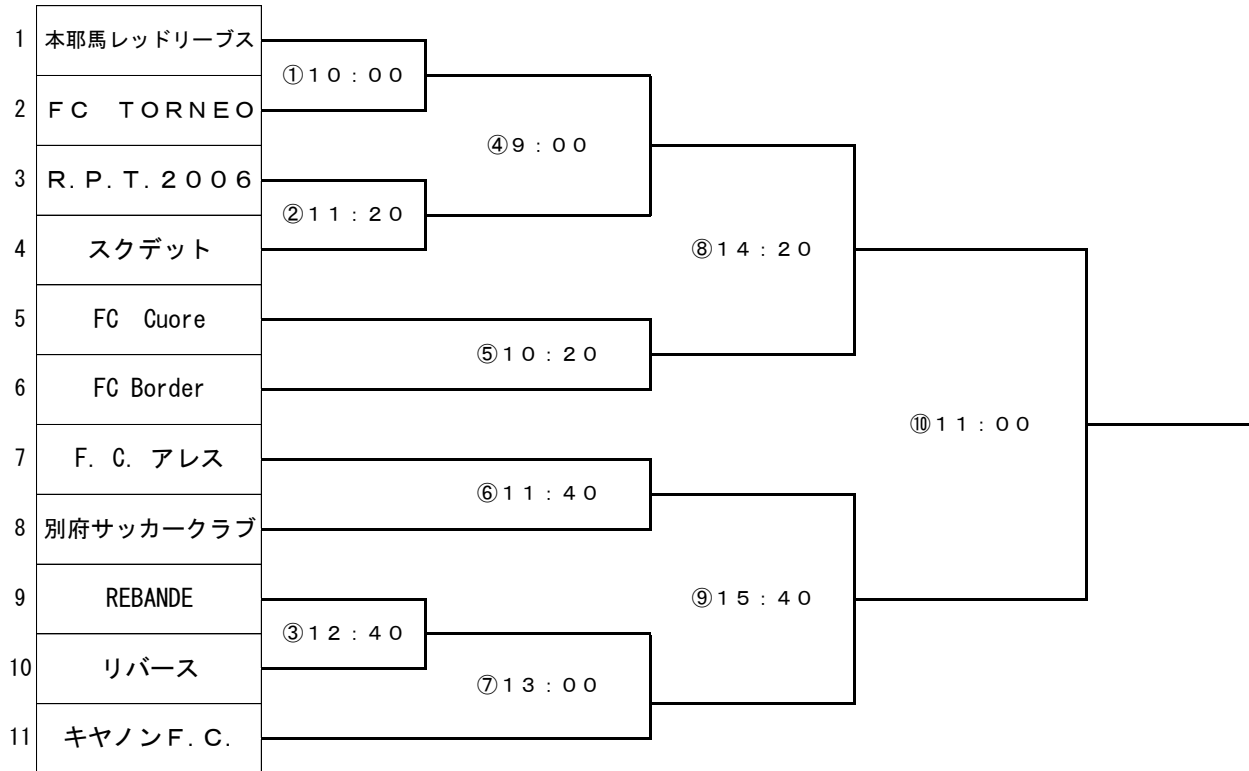 1 本耶馬レッドリーブス
①10:00
2 FC TORNEO
④9:00
3 R.P.T.2006
②11:20
4 スクデット
⑧14:20
5 FC Cuore
⑤10:20
6 FC Border
⑩11:00
7 F.C.アレス
⑥11:40
8 別府サッカークラブ
9 REBANDE
⑨15:40
③12:40
10 リバース
⑦13:00
11 キヤノンF.C.